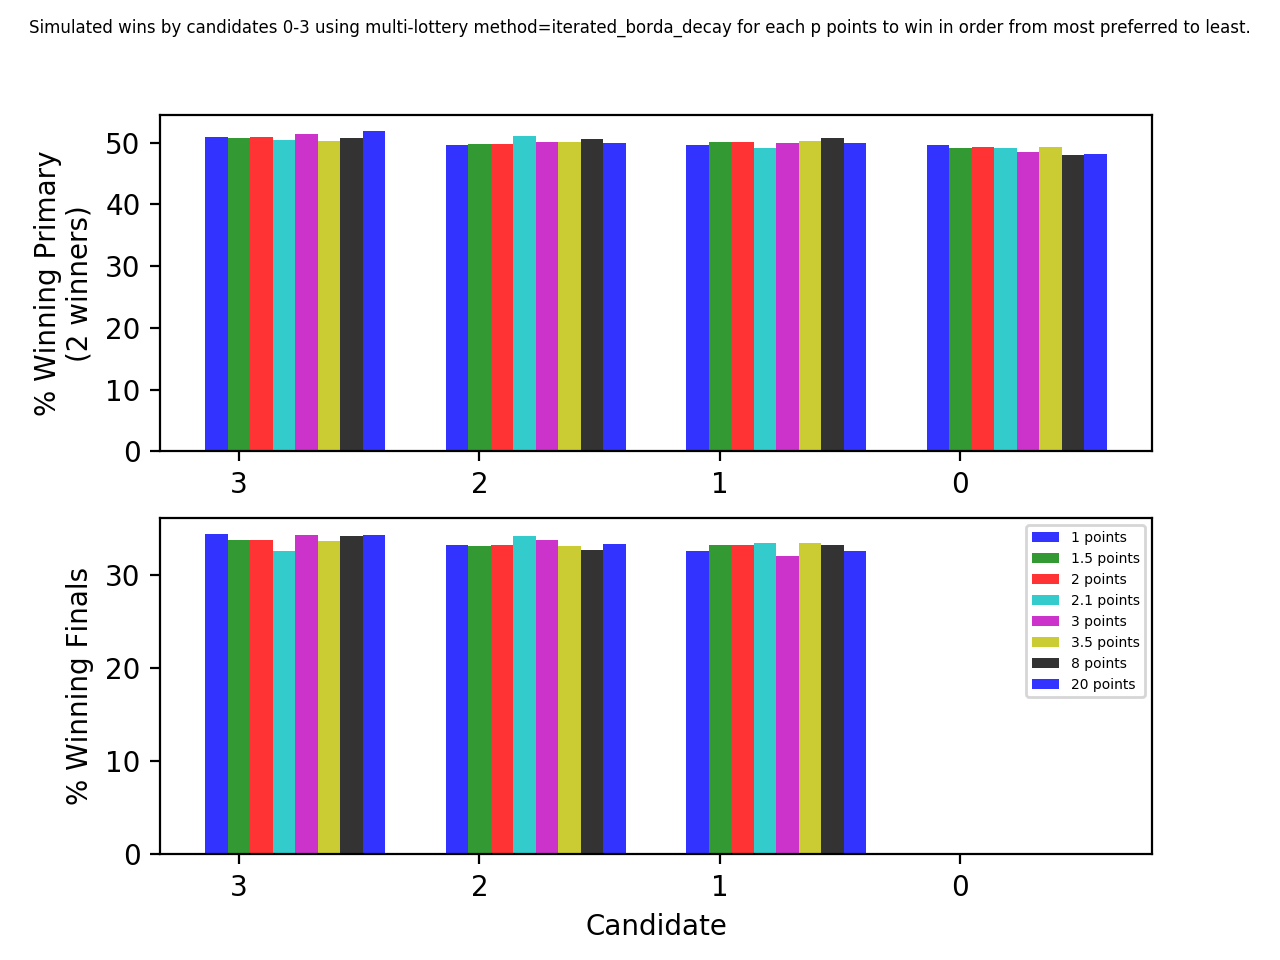 Simulated wins by candidates 0-3 using multi-lottery method=iterated_borda_decay for each p points to win in order from most preferred to least.
% Winning Primary
(2 winners)
50
40
30
20
10
0
3 2 1 0
% Winning Finals
30
20
10
0
1 points
1.5 points
2 points
2.1 points
3 points
3.5 points
8 points
20 points
3 2 1 0
Candidate